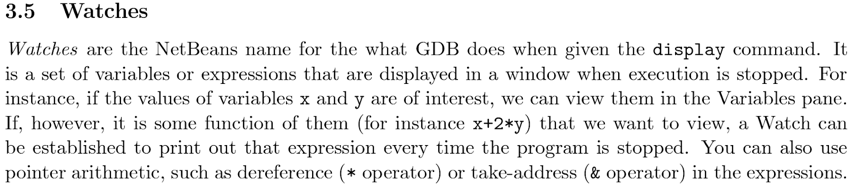 3.5 Watches
Watches are the NetBeans name for the what GDB does when given the display command. It
is a set of variables or expressions that are displayed in a window when execution is stopped. For
instance, if the values of variables x and y are of interest, we can view them in the Variables pane.
If, however, it is some function of them (for instance x+2*y) that we want to view, a Watch can
be established to print out that expression every time the program is stopped. You can also use
pointer arithmetic, such as dereference (* operator) or take-address (& operator) in the expressions.